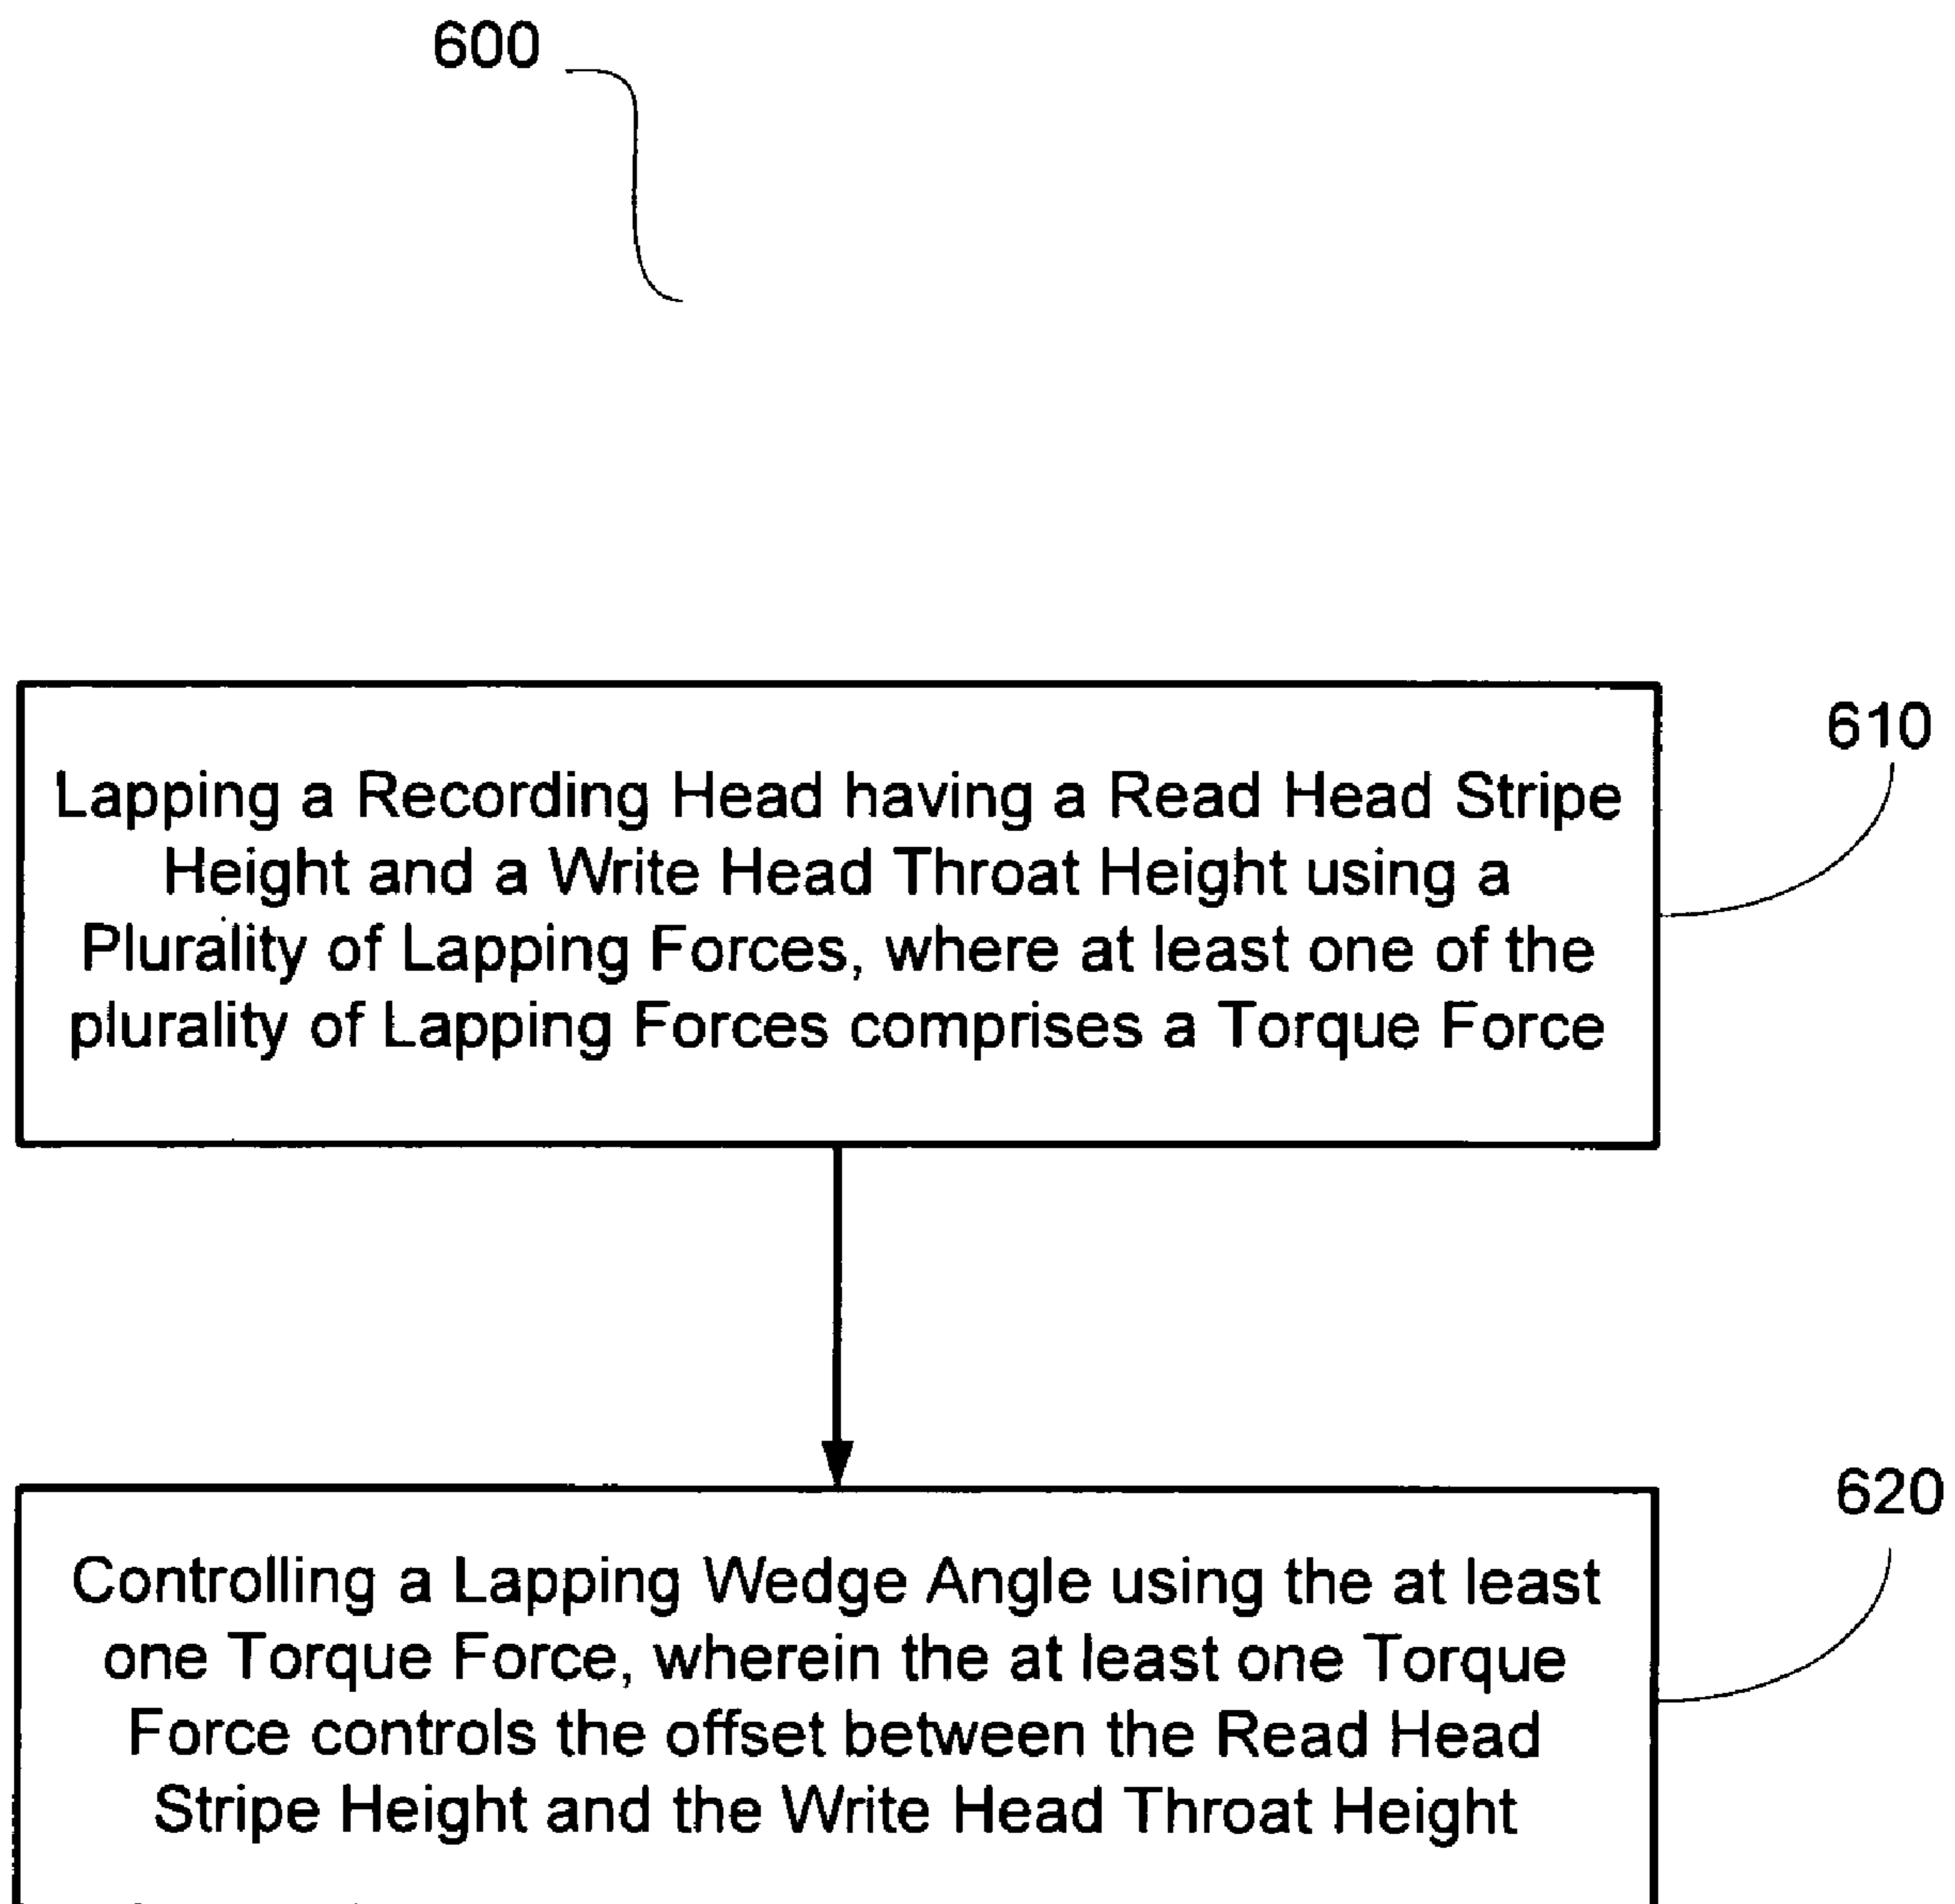 600
610
Lapping a Recording Head having a Read Head Stripe
Height and a Write Head Throat Height using a
Plurality of Lapping Forces, where at least one of the
plurality of Lapping Forces comprises a Torque Force
620
Controlling a Lapping Wedge Angle using the at least
one Torque Force, wherein the at least one Torque
Force controls the offset between the Read Head
Stripe Height and the Write Head Throat Height